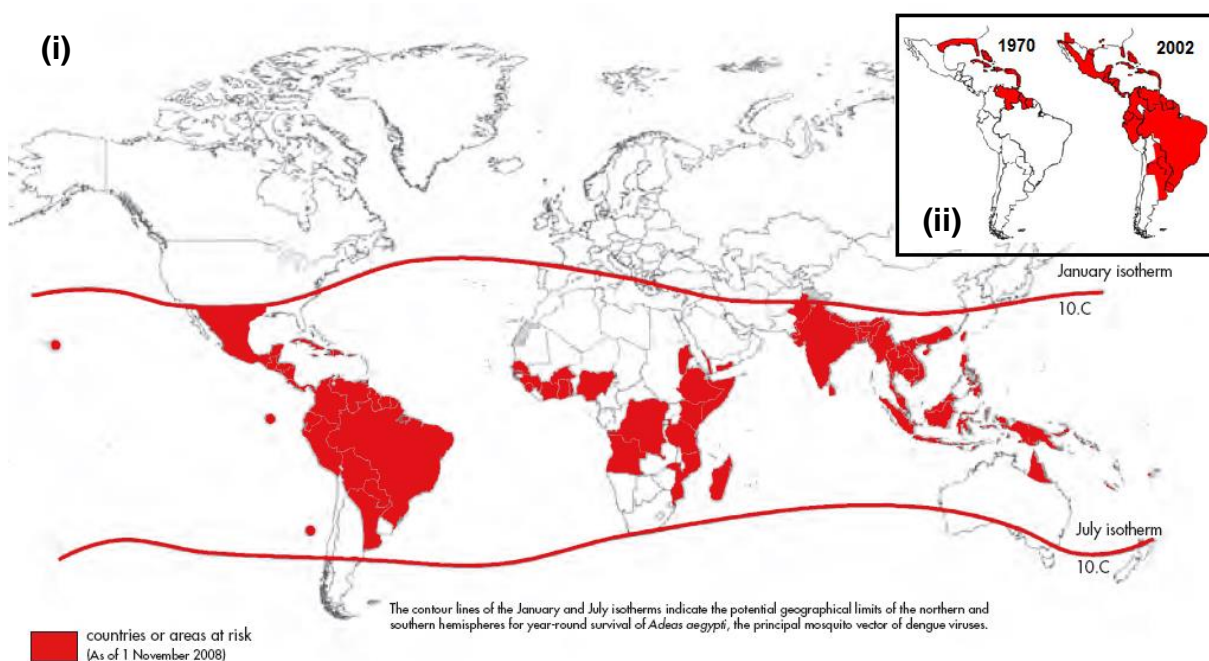 (i)
1970
2002
(ii)
January isotherm
10.C
July isotherm
10.C
The contour lines of the January and July isotherms indicate the potential geographical limits of the northern and
southern hemispheres for year-round survival of Adeas aegypti, the principal mosquito vector of dengue viruses.
countries or areas at risk
(As of 1 November 2008)